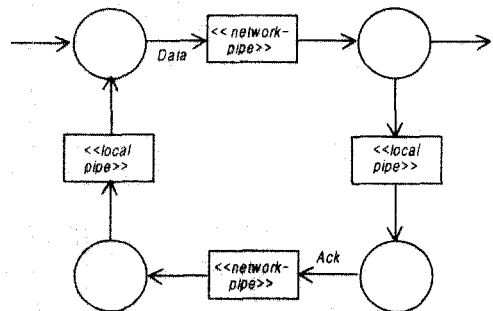 << network-
pipe>>
Data
<<local
pipe>>
<<local
pipe>>
Ack
<<network-
pipe>>